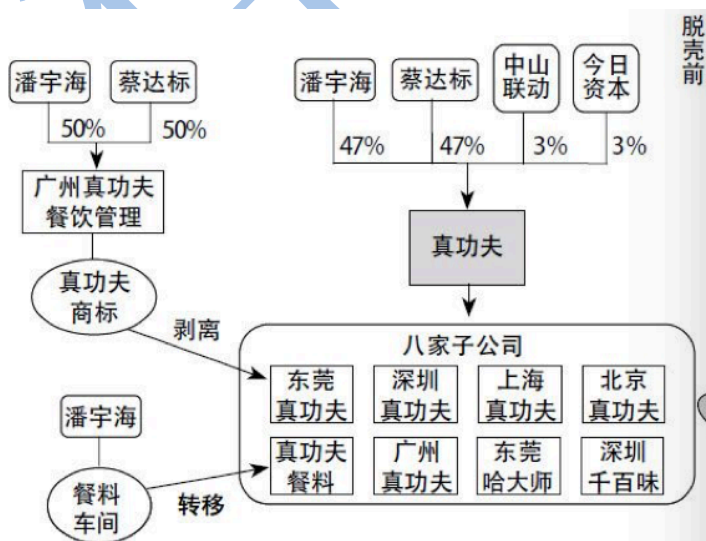 脱壳前
潘宇海
蔡达标
50%
50%
广州真功夫
餐饮管理
真功夫
商标
剥离
潘宇海
餐料
车间
转移
潘宇海
蔡达标
中山
联动
今日
资本
47%
47%
3%
3%
真功夫
八家子公司
东莞
真功夫
深圳
真功夫
上海
真功夫
北京
真功夫
真功夫
餐料
广州
真功夫
东莞
哈大师
深圳
千百味